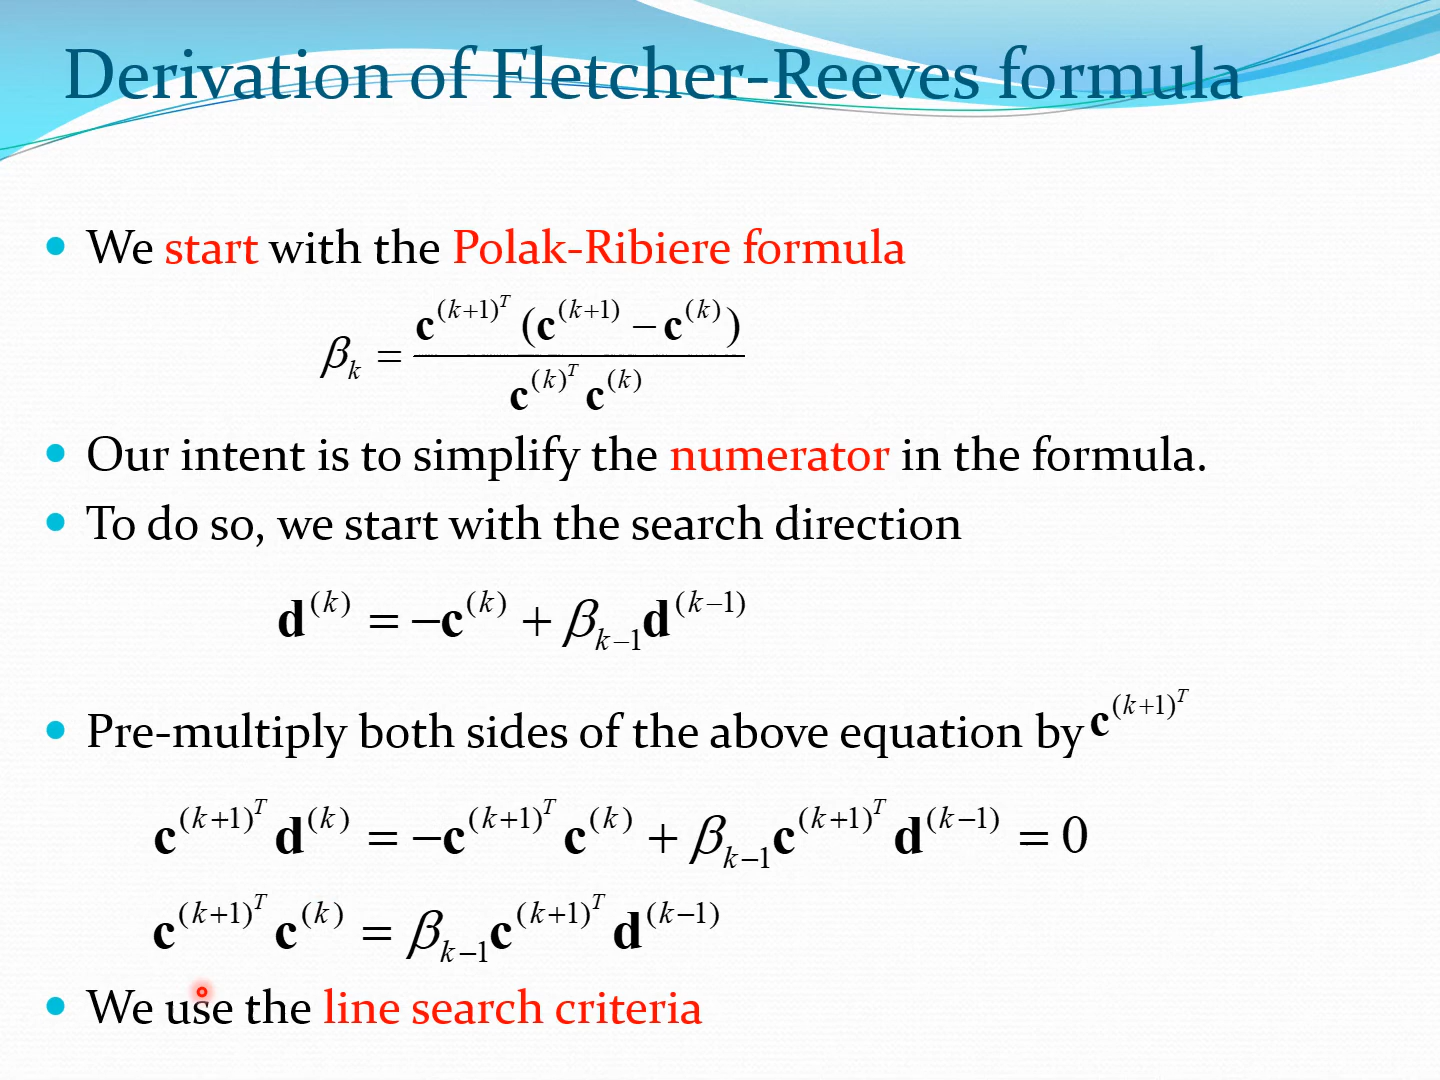 Derivation of Fletcher-Reeves formula
• We start with the Polak-Ribiere formula
β_k = c^{(k+1)^T} (c^{(k+1)} − c^{(k)}) / c^{(k)^T} c^{(k)}
• Our intent is to simplify the numerator in the formula.
• To do so, we start with the search direction
d^{(k)} = −c^{(k)} + β_{k−1} d^{(k−1)}
• Pre-multiply both sides of the above equation by c^{(k+1)^T}
c^{(k+1)^T} d^{(k)} = −c^{(k+1)^T} c^{(k)} + β_{k−1} c^{(k+1)^T} d^{(k−1)} = 0
c^{(k+1)^T} c^{(k)} = β_{k−1} c^{(k+1)^T} d^{(k−1)}
• We use the line search criteria